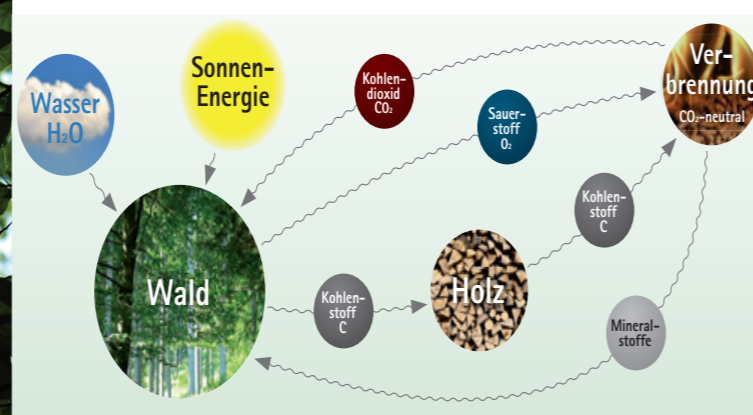 Wasser
H₂O
Sonnen-
Energie
Kohlen-
dioxid
CO₂
Sauer-
stoff
O₂
Ver-
brennung
CO₂-neutral
Wald
Kohlen-
stoff
C
Holz
Kohlen-
stoff
C
Mineral-
stoffe